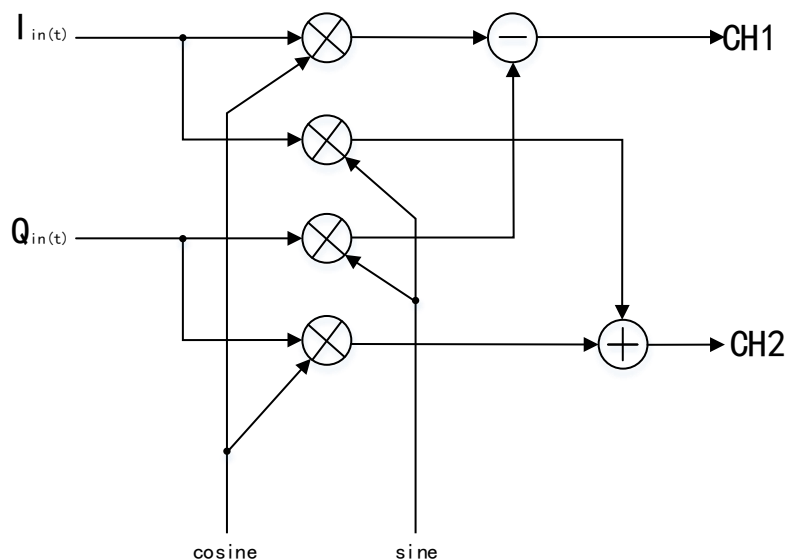 I in(t)
CH1
Q in(t)
CH2
cosine
sine